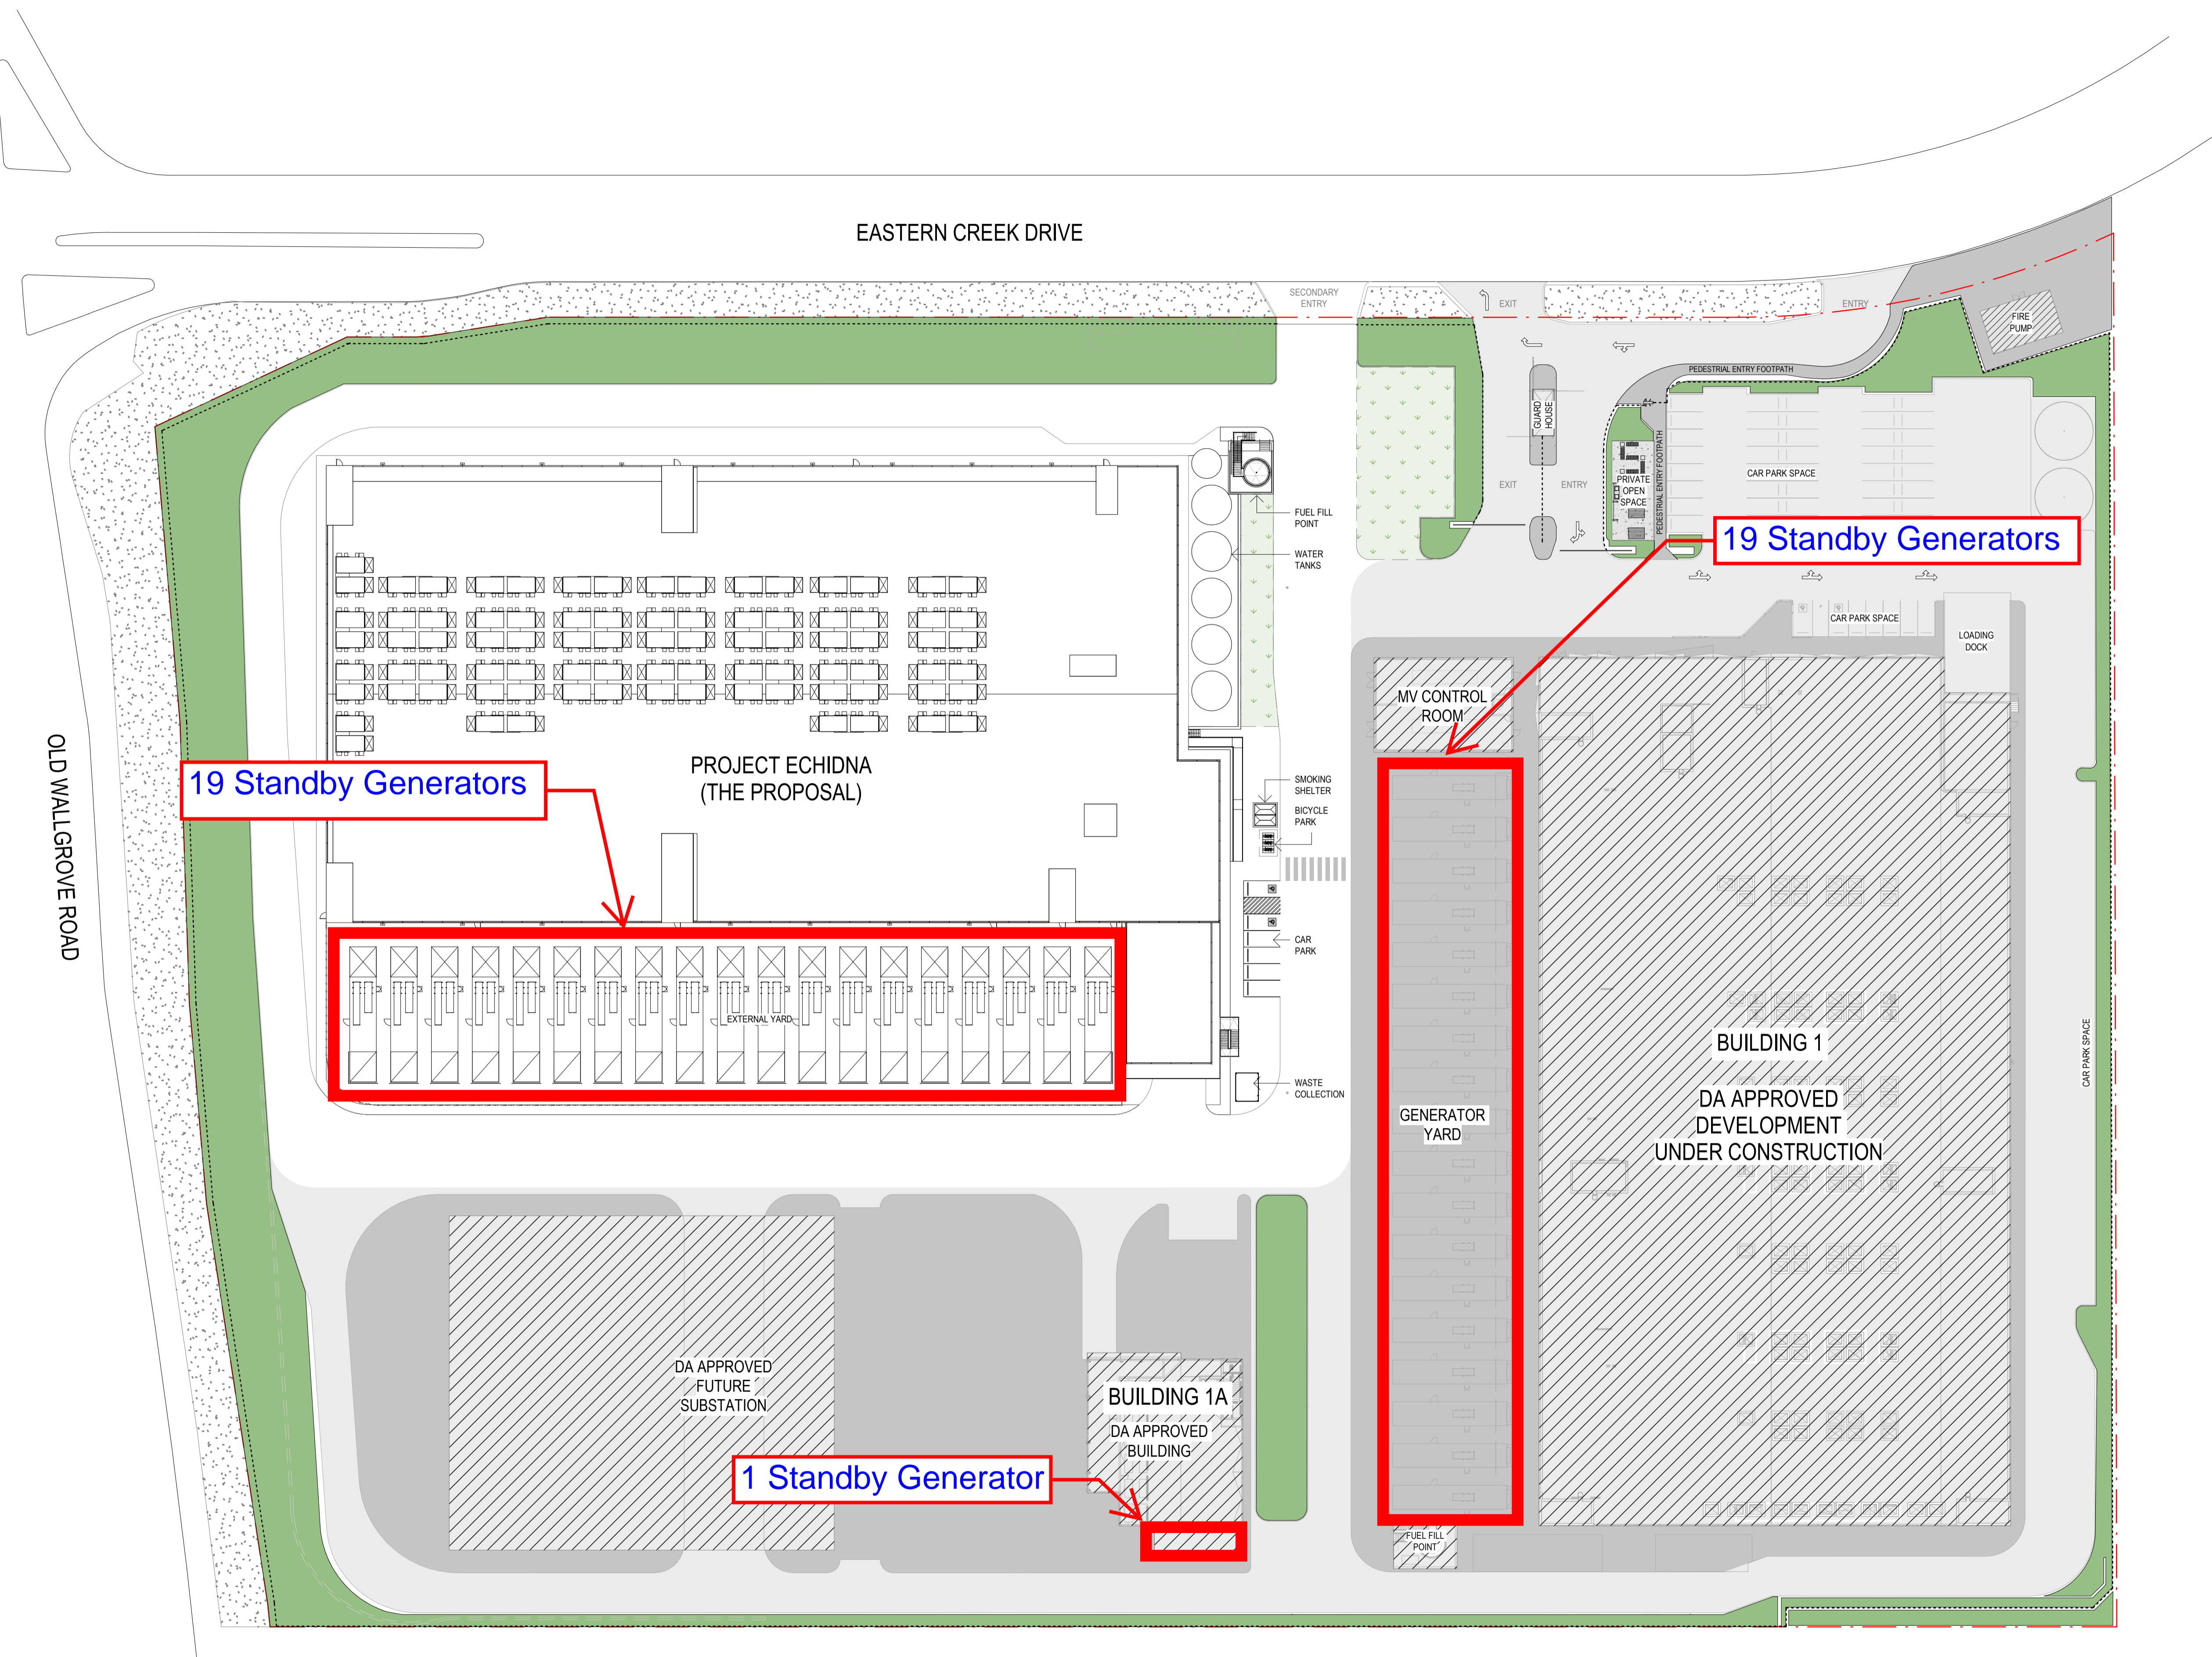 EASTERN CREEK DRIVE
SECONDARY
ENTRY
EXIT
ENTRY
FIRE
PUMP
PEDESTRIAL ENTRY FOOTPATH
GUARD
HOUSE
PEDESTRIAL ENTRY FOOTPATH
CAR PARK SPACE
PRIVATE
OPEN
SPACE
EXIT
ENTRY
FUEL FILL
POINT
WATER
TANKS
19 Standby Generators
CAR PARK SPACE
LOADING
DOCK
MV CONTROL
ROOM
OLD WALLGROVE ROAD
19 Standby Generators
PROJECT ECHIDNA
(THE PROPOSAL)
SMOKING
SHELTER
BICYCLE
PARK
CAR
PARK
EXTERNAL YARD
WASTE
COLLECTION
GENERATOR
YARD
BUILDING 1
DA APPROVED
DEVELOPMENT
UNDER CONSTRUCTION
CAR PARK SPACE
DA APPROVED
FUTURE
SUBSTATION
BUILDING 1A
DA APPROVED
BUILDING
1 Standby Generator
FUEL FILL
POINT